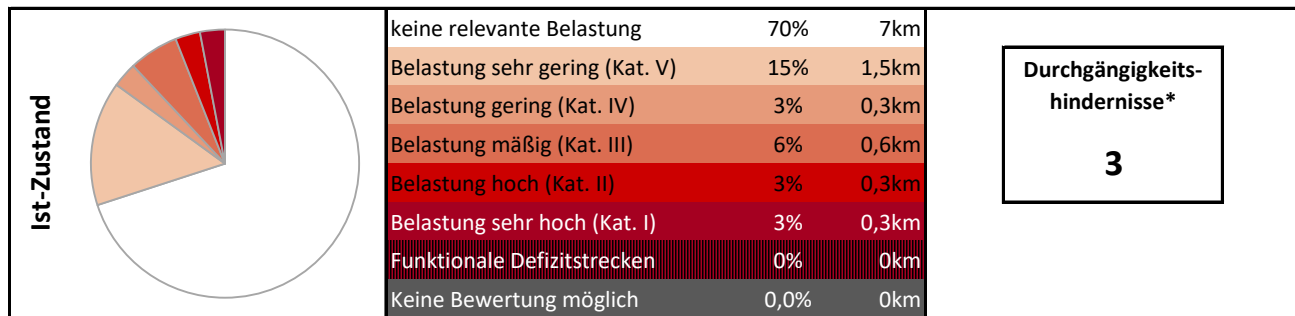 Ist-Zustand
keine relevante Belastung 70% 7km
Belastung sehr gering (Kat. V) 15% 1,5km
Belastung gering (Kat. IV) 3% 0,3km
Belastung mäßig (Kat. III) 6% 0,6km
Belastung hoch (Kat. II) 3% 0,3km
Belastung sehr hoch (Kat. I) 3% 0,3km
Funktionale Defizitstrecken 0% 0km
Keine Bewertung möglich 0,0% 0km
Durchgängigkeits-
hindernisse*
3